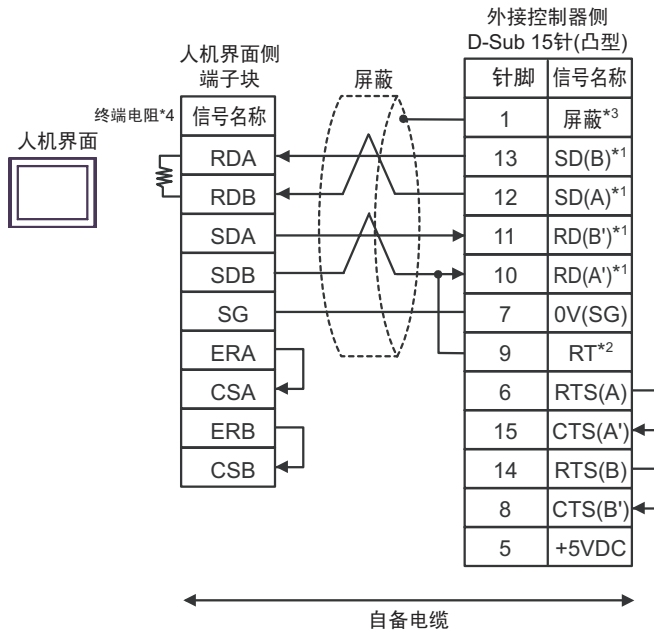 外接控制器侧
D-Sub 15针(凸型)
人机界面侧
端子块
屏蔽
针脚 信号名称
终端电阻*4 信号名称
1 屏蔽*3
人机界面
RDA 13 SD(B)*1
RDB 12 SD(A)*1
SDA 11 RD(B')*1
SDB 10 RD(A')*1
SG 7 0V(SG)
ERA 9 RT*2
CSA 6 RTS(A)
ERB 15 CTS(A')
CSB 14 RTS(B)
8 CTS(B')
5 +5VDC
自备电缆